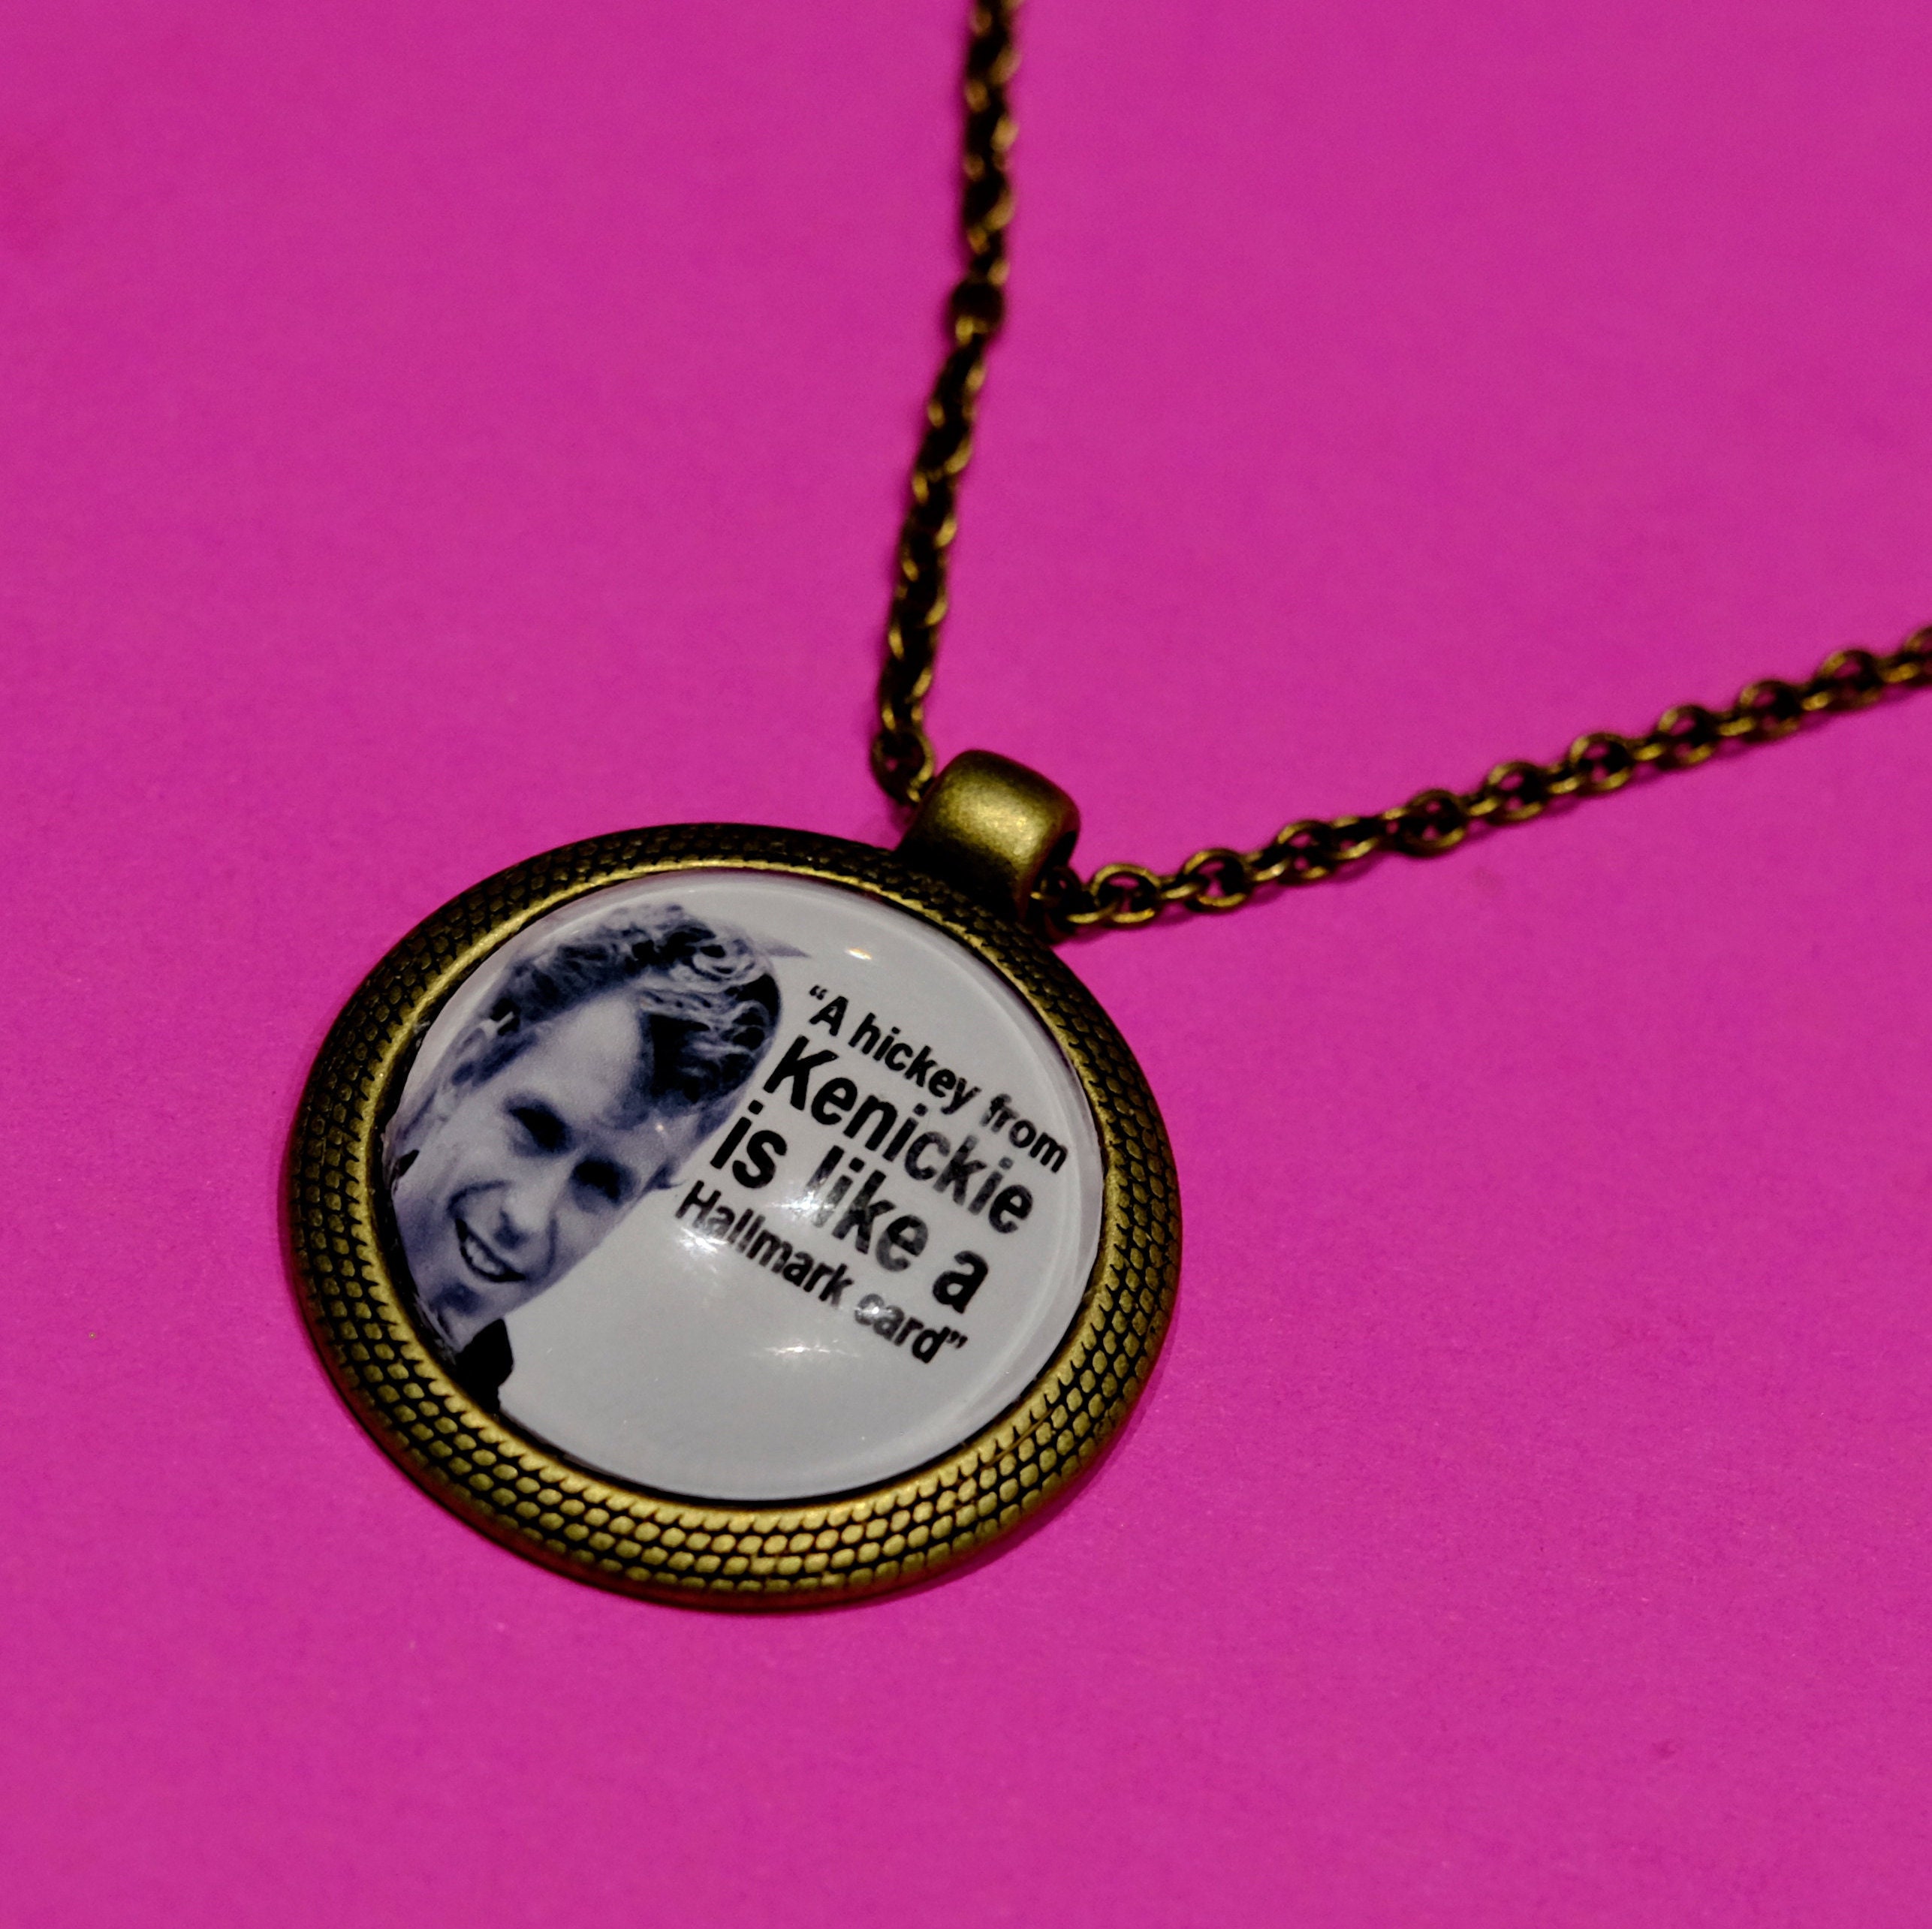 “A hickey from
Kenickie
is like a
Hallmark card”